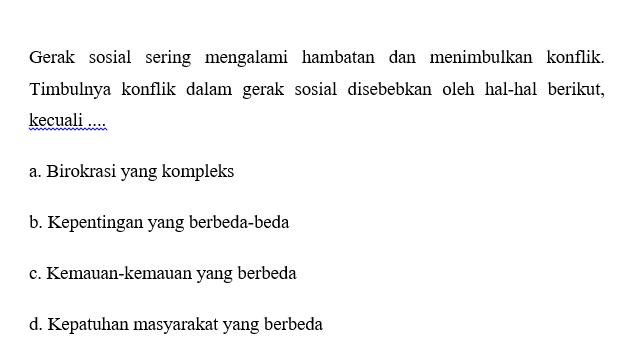 Gerak sosial sering mengalami hambatan dan menimbulkan konflik.
Timbulnya konflik dalam gerak sosial disebebkan oleh hal-hal berikut,
kecuali ....
a. Birokrasi yang kompleks
b. Kepentingan yang berbeda-beda
c. Kemauan-kemauan yang berbeda
d. Kepatuhan masyarakat yang berbeda